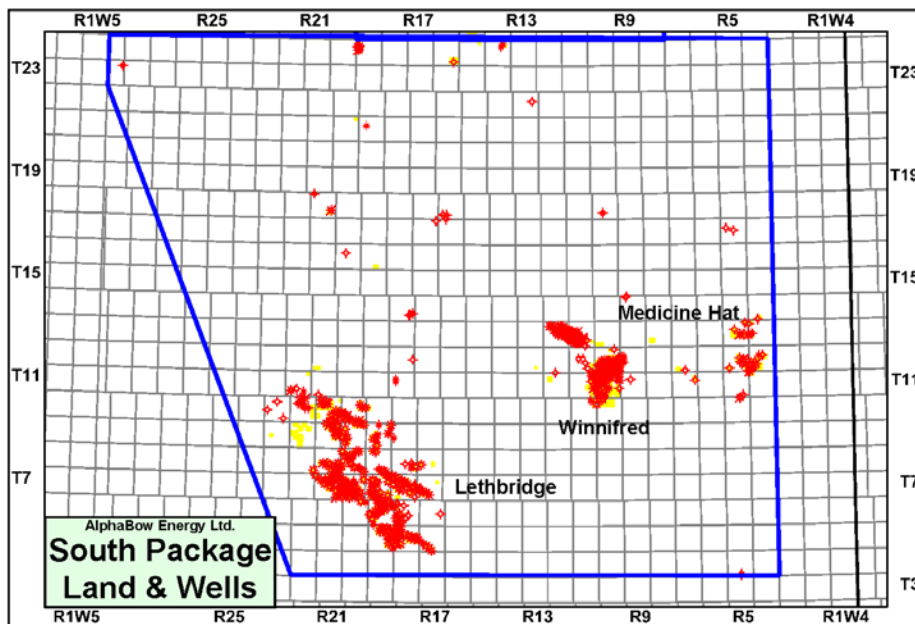 R1W5 R25 R21 R17 R13 R9 R5 R1W4
T23 T23
T19 T19
T15 T15
Medicine Hat
T11 T11
Winnifred
T7 T7
Lethbridge
AlphaBow Energy Ltd.
South Package
Land & Wells
T3
R1W5 R25 R21 R17 R13 R9 R5 R1W4